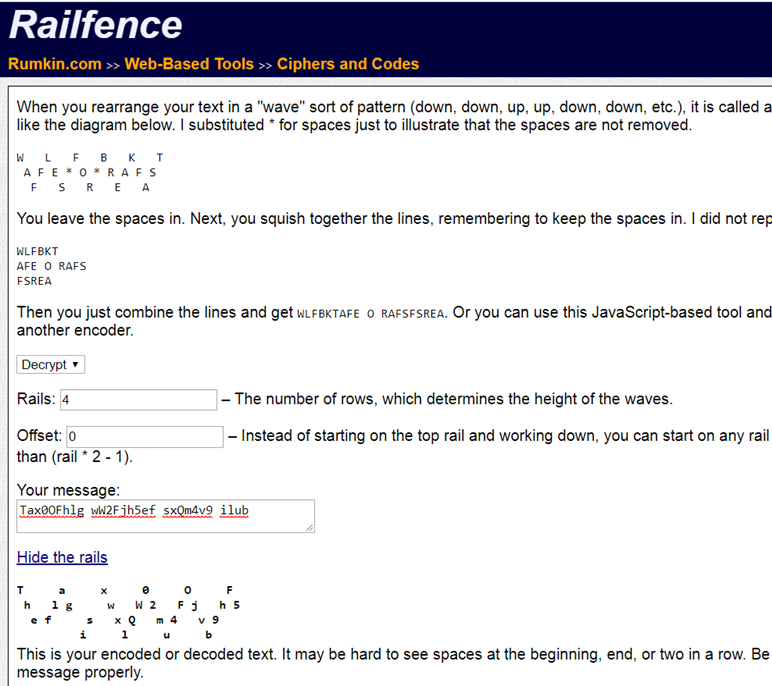 Railfence
Rumkin.com >> Web-Based Tools >> Ciphers and Codes
When you rearrange your text in a "wave" sort of pattern (down, down, up, up, down, down, etc.), it is called a
like the diagram below. I substituted * for spaces just to illustrate that the spaces are not removed.
W   L   F   B   K   T
 A F E * O * R A F S
  F   S   R   E   A
You leave the spaces in. Next, you squish together the lines, remembering to keep the spaces in. I did not rep
WLFBKT
AFE O RAFS
FSREA
Then you just combine the lines and get WLFBKTAFE O RAFSFSREA. Or you can use this JavaScript-based tool and
another encoder.
Decrypt ▼
Rails: 4 – The number of rows, which determines the height of the waves.
Offset: 0 – Instead of starting on the top rail and working down, you can start on any rail
than (rail * 2 - 1).
Your message:
Tax0OFhlg wW2Fjh5ef sxQm4v9 ilub
Hide the rails
T     a     x     0     O     F
 h   l g     w   W 2   F j   h 5
  e f     s   x Q   m 4   v 9
         i     l     u     b
This is your encoded or decoded text. It may be hard to see spaces at the beginning, end, or two in a row. Be
message properly.